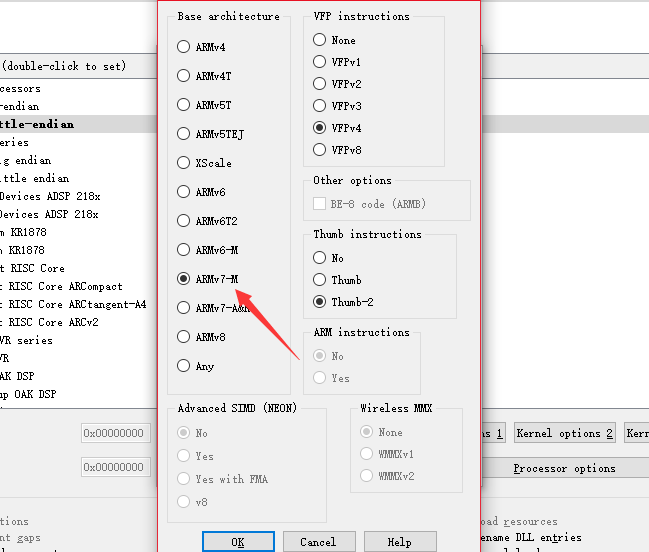 (double-click to set)
cessors
-endian
ttle-endian
eries
g endian
ittle endian
Devices ADSP 218x
Devices ADSP 218x
m KR1878
n KR1878
t RISC Core
t RISC Core ARCompact
t RISC Core ARCtangent-A4
t RISC Core ARCv2
VR series
VR
AK DSP
up OAK DSP
0x00000000
0x00000000
tions
nt gaps
Base architecture
ARMv4
ARMv4T
ARMv5T
ARMv5TEJ
XScale
ARMv6
ARMv6T2
ARMv6-M
ARMv7-M
ARMv7-A&R
ARMv8
Any
VFP instructions
None
VFPv1
VFPv2
VFPv3
VFPv4
VFPv8
Other options
BE-8 code (ARMB)
Thumb instructions
No
Thumb
Thumb-2
ARM instructions
No
Yes
Advanced SIMD (NEON)
No
Yes
Yes with FMA
v8
Wireless MMX
None
WMMXv1
WMMXv2
OK
Cancel
Help
ns 1
Kernel options 2
Kern
Processor options
oad resources
ename DLL entries